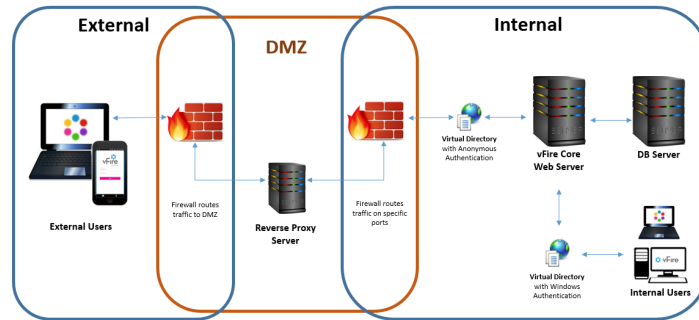 External
DMZ
Internal
vFire
External Users
Firewall routes
traffic to DMZ
Reverse Proxy
Server
Firewall routes
traffic on specific
ports
Virtual Directory
with Anonymous
Authentication
vFire Core
Web Server
DB Server
Virtual Directory
with Windows
Authentication
vFire
Internal Users